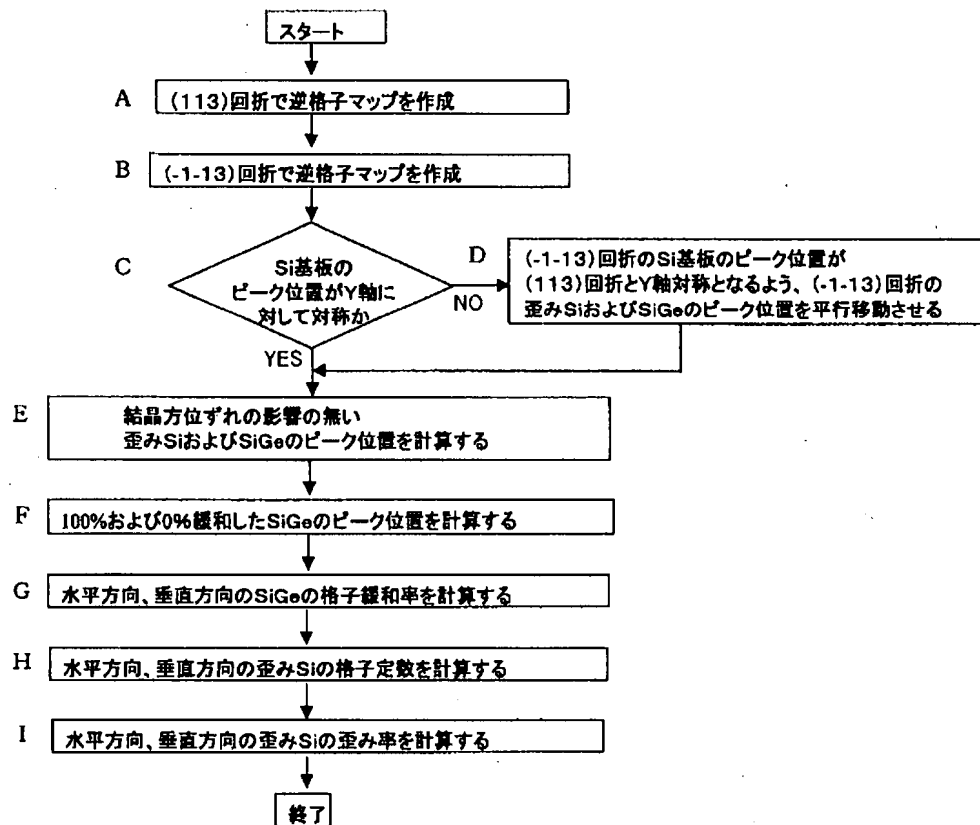 スタート
A
(113)回折で逆格子マップを作成
B
(-1-13)回折で逆格子マップを作成
C
Si基板の
ピーク位置がY軸に
対して対称か
D
(-1-13)回折のSi基板のピーク位置が
(113)回折とY軸対称となるよう、(-1-13)回折の
歪みSiおよびSiGeのピーク位置を平行移動させる
NO
YES
E
結晶方位ずれの影響の無い
歪みSiおよびSiGeのピーク位置を計算する
F
100%および0%緩和したSiGeのピーク位置を計算する
G
水平方向、垂直方向のSiGeの格子緩和率を計算する
H
水平方向、垂直方向の歪みSiの格子定数を計算する
I
水平方向、垂直方向の歪みSiの歪み率を計算する
終了